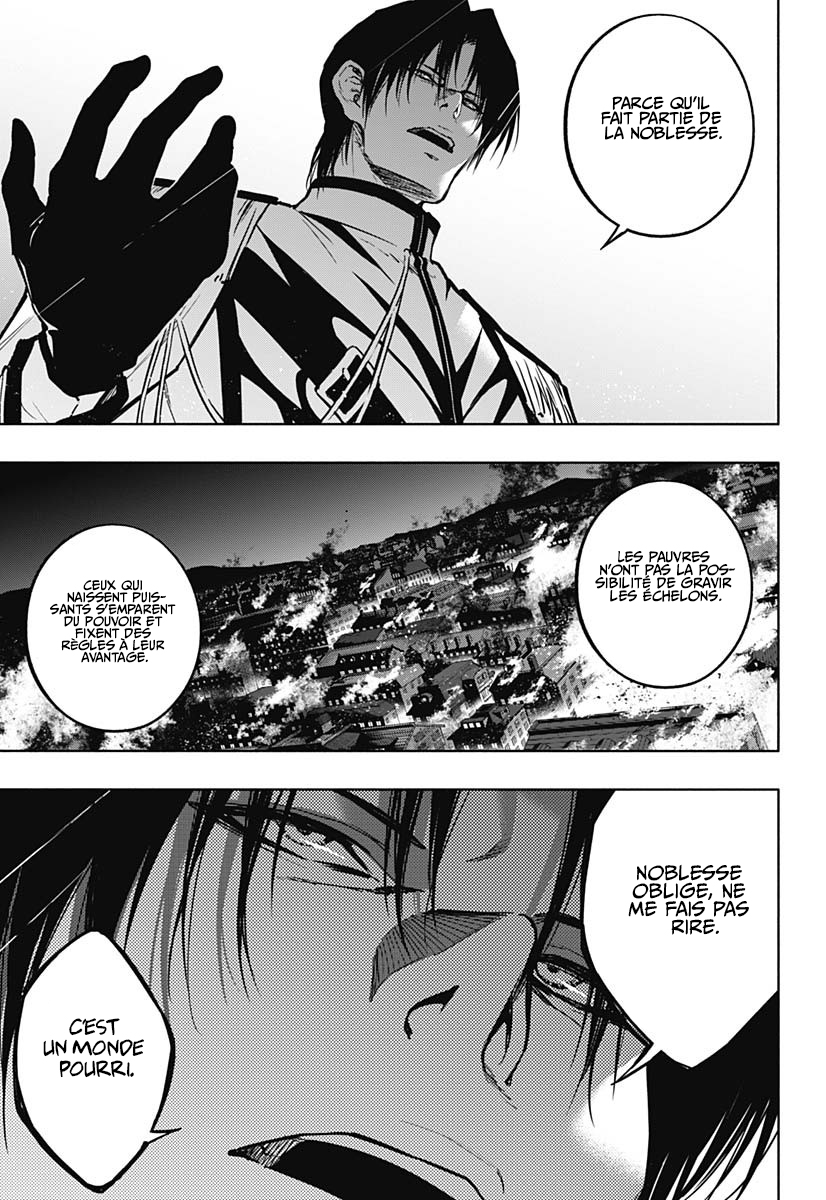 PARCE QU'IL
FAIT PARTIE DE
LA NOBLESSE.
LES PAUVRES
N'ONT PAS LA POS-
SIBILITÉ DE GRAVIR
LES ÉCHELONS.
CEUX QUI
NAISSENT PUIS-
SANTS S'EMPARENT
DU POUVOIR ET
FIXENT DES
RÈGLES À LEUR
AVANTAGE.
NOBLESSE
OBLIGE, NE
ME FAIS PAS
RIRE.
C'EST
UN MONDE
POURRI.